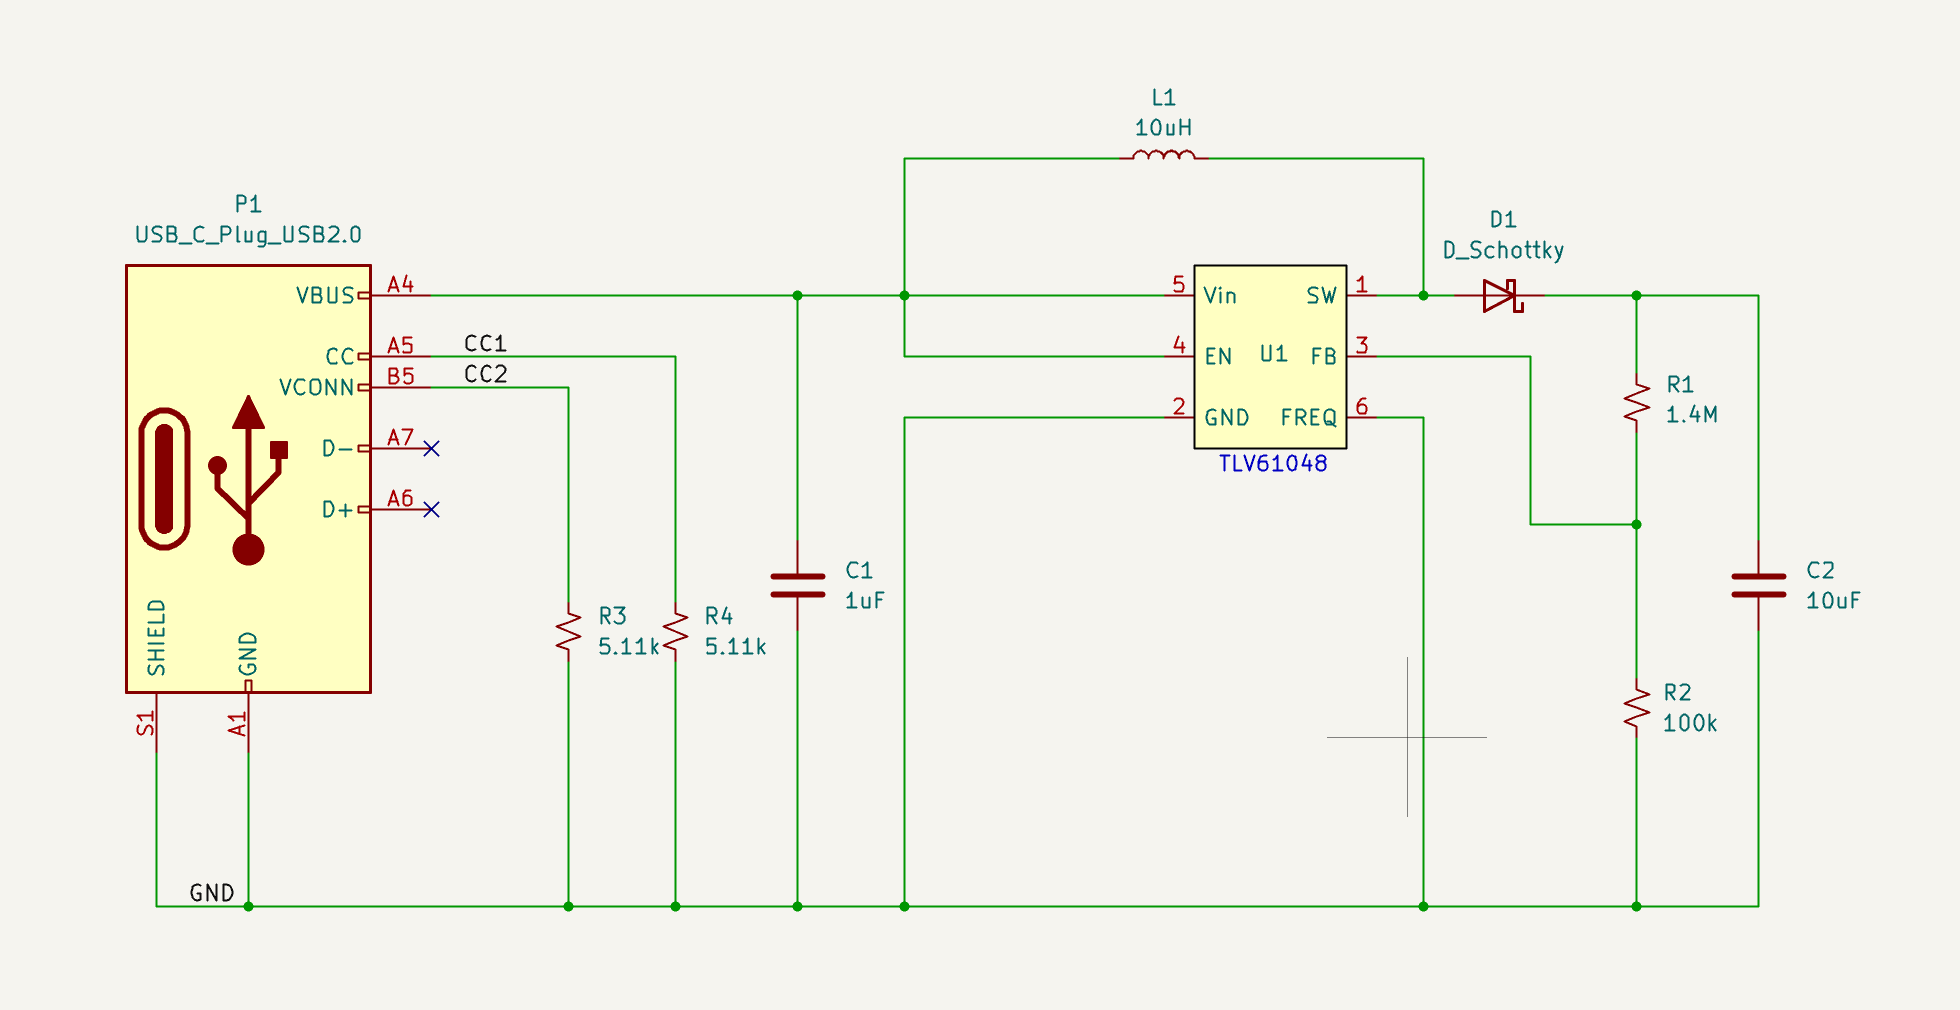 L1
10uH
P1
USB_C_Plug_USB2.0
D1
D_Schottky
VBUS
A4
CC
A5
CC1
VCONN
B5
CC2
D-
A7
D+
A6
SHIELD
GND
S1
A1
GND
R3
5.11k
R4
5.11k
C1
1uF
5
Vin
SW
1
4
EN
U1
FB
3
2
GND
FREQ
6
TLV61048
R1
1.4M
C2
10uF
R2
100k